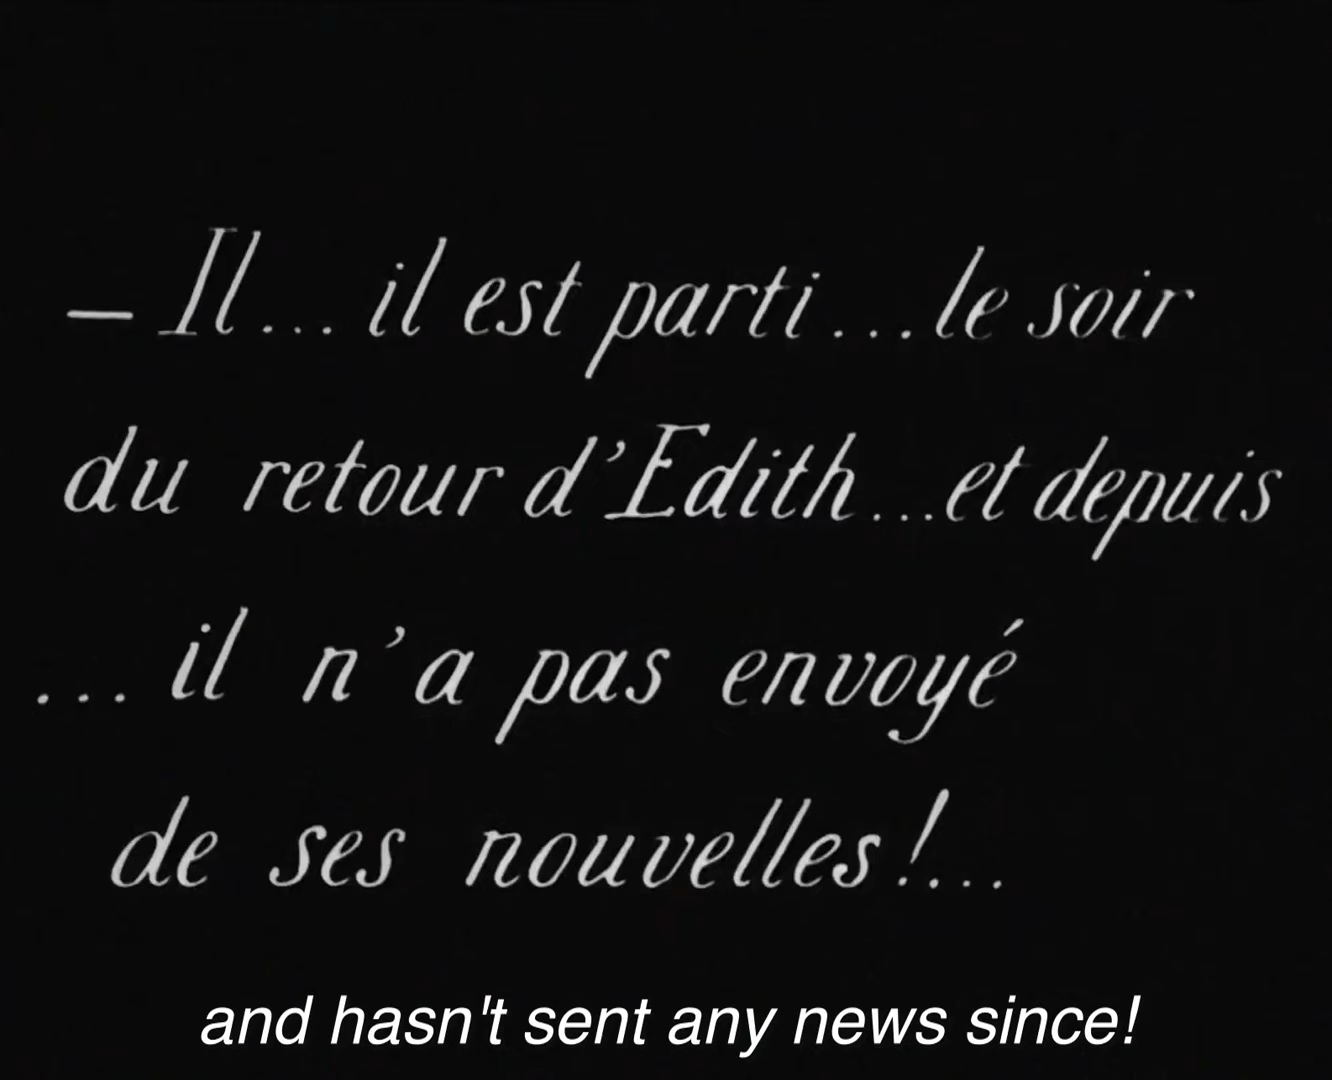 – Il... il est parti...le soir
du retour d'Edith...et depuis
...il n'a pas envoyé
de ses nouvelles!...
and hasn't sent any news since!